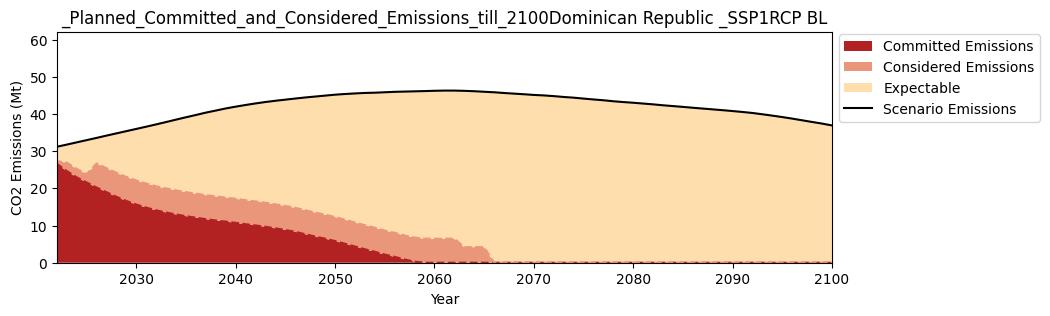 _Planned_Committed_and_Considered_Emissions_till_2100Dominican Republic _SSP1RCP BL
60
50
40
30
20
10
0
CO2 Emissions (Mt)
2030
2040
2050
2060
2070
2080
2090
2100
Year
Committed Emissions
Considered Emissions
Expectable
Scenario Emissions